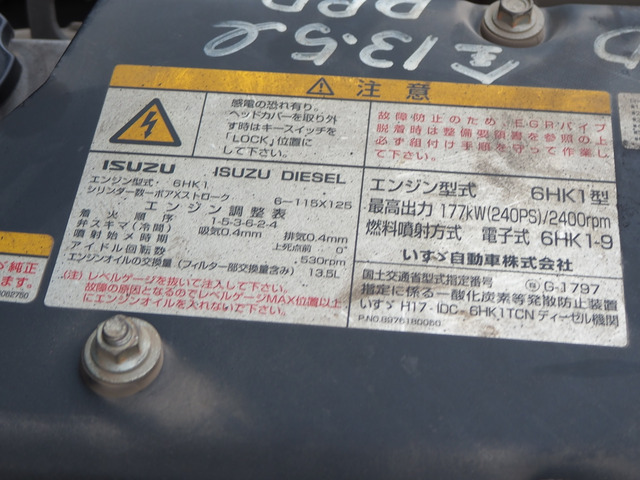 DPD
全13.5ℓ
D
注意
感電の恐れ有り。
ヘッドカバーを取り外
す時はキースイッチを
「LOCK」位置に
して下さい。
故障防止のため、EGRパイプ
脱着時は整備要領書を参照の上
必ず組付け手順を守って作業し
て下さい。
ISUZU ISUZU DIESEL
エンジン型式 6HK1
シリンダー数−ボアXストローク 6−115X125
エンジン調整表
着火順序 1-5-3-6-2-4
弁スキマ(冷間) 吸気0.4mm 排気0.4mm
噴射始メ時期 上死点前 0°
アイドル回転数 530rpm
エンジンオイルの交換量(フィルター部交換量含み) 13.5L
(注)レベルゲージを抜いて注入して下さい。
故障の原因となるのでレベルゲージMAX位置以上
にエンジンオイルを入れないで下さい。
エンジン型式 6HK1型
最高出力 177kW(240PS)/2400rpm
燃料噴射方式 電子式 6HK1-9
いすゞ自動車株式会社
国土交通省型式指定番号 G-1797
指定に係る一酸化炭素等発散防止装置
いすゞ H17・IDC・6HK1TCN ディーゼル機関
P.NO.8976180060
ゞ純正
ます。